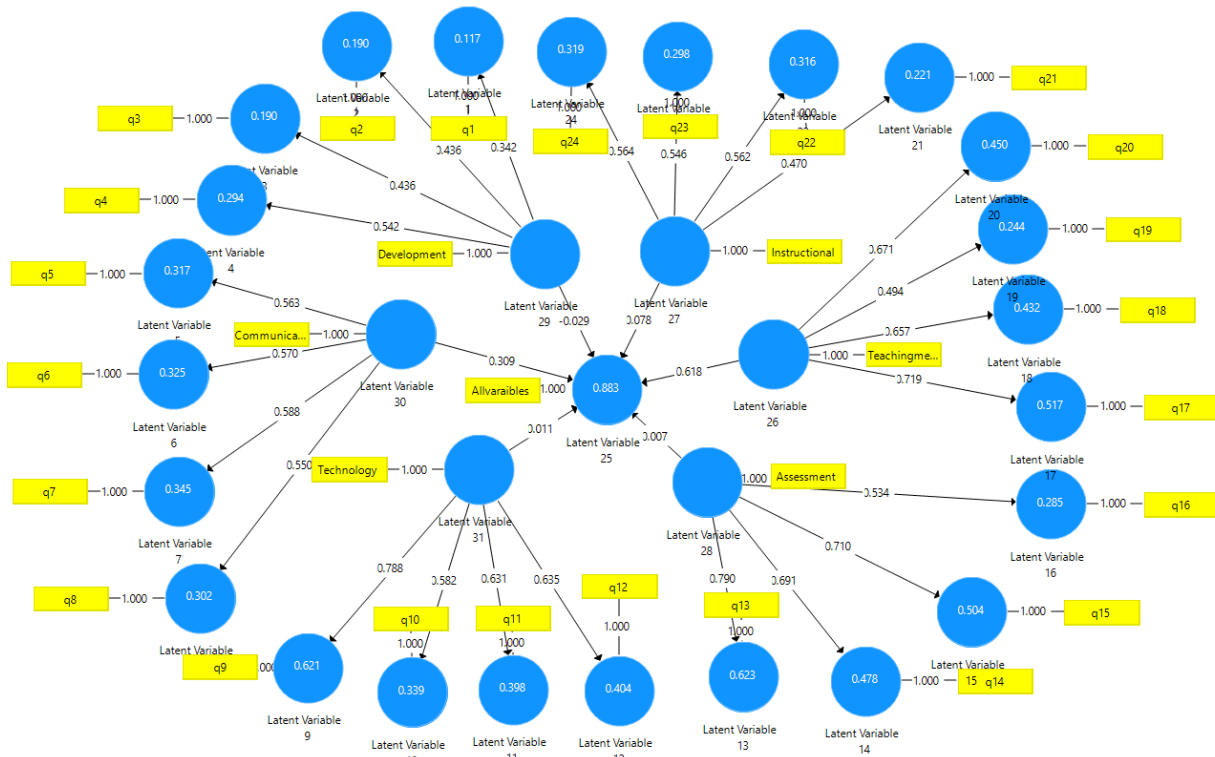 0.190
0.117
0.319
0.298
0.316
0.221
1.000
q21
Latent Variable
21
q2
q1
q24
q23
q22
q3
1.000
0.190
0.450
1.000
q20
Latent Variable
20
0.436
0.342
0.564
0.546
0.562
0.470
q4
1.000
0.294
4
0.436
0.542
0.671
0.244
1.000
q19
Latent Variable
19
Development
1.000
Latent Variable
29
1.000
Instructional
Latent Variable
27
0.494
q5
1.000
0.317
0.563
-0.029
0.078
0.657
0.432
1.000
q18
18
Communica...
1.000
Latent Variable
30
0.570
0.309
0.618
1.000
Teachingme...
Latent Variable
26
0.719
q6
1.000
0.325
Latent Variable
6
Allvaraibles
1.000
0.883
Latent Variable
25
0.517
1.000
q17
Latent Variable
17
0.588
0.550
0.011
0.007
Technology
1.000
Latent Variable
31
1.000
Assessment
Latent Variable
28
0.534
q7
1.000
0.345
Latent Variable
7
0.285
1.000
q16
Latent Variable
16
q8
1.000
0.302
Latent Variable
0.788
0.582
0.631
0.635
0.790
0.691
0.710
q12
1.000
q10
1.000
q11
1.000
q13
1.000
0.504
1.000
q15
Latent Variable
15
q9
0.621
Latent Variable
9
0.339
Latent Variable
0.398
Latent Variable
0.404
Latent Variable
0.623
Latent Variable
13
0.478
1.000
q14
Latent Variable
14